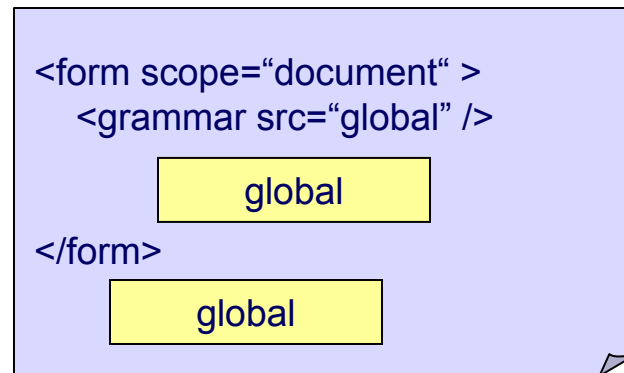 <form scope=“document“ >
<grammar src=“global” />
global
</form>
global